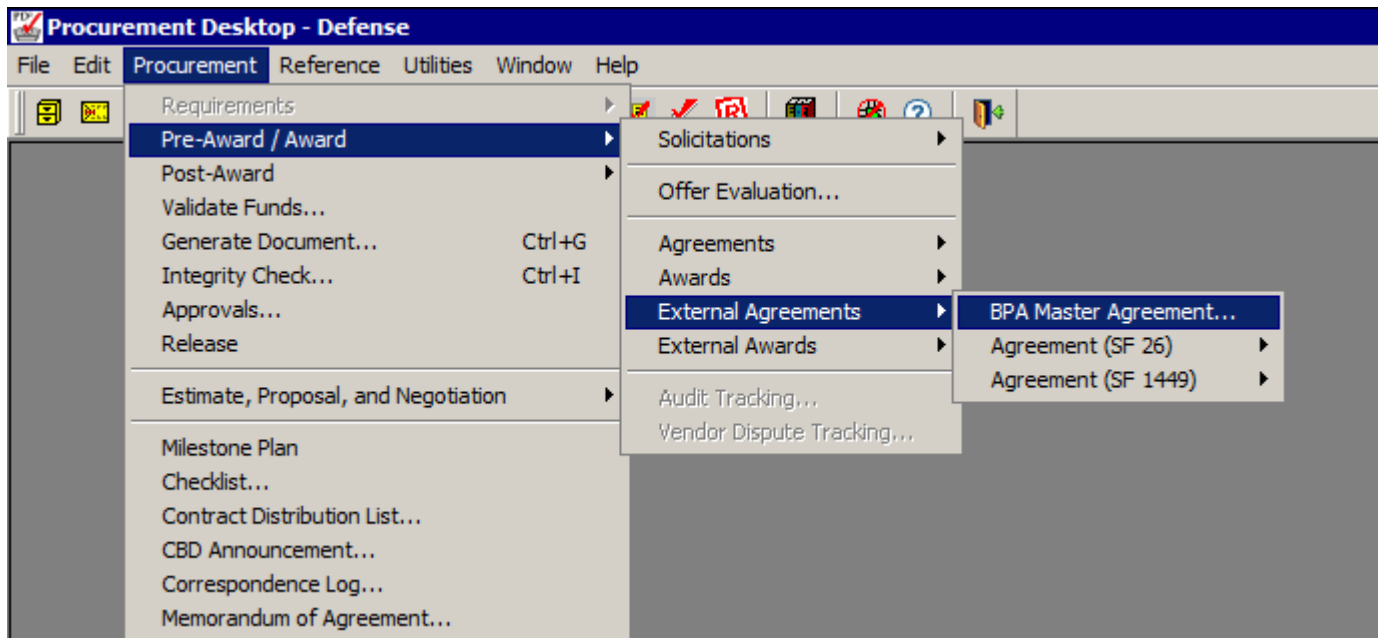 Procurement Desktop - Defense
File Edit Procurement Reference Utilities Window Help
Requirements
Pre-Award / Award
Post-Award
Validate Funds...
Generate Document... Ctrl+G
Integrity Check... Ctrl+I
Approvals...
Release
Estimate, Proposal, and Negotiation
Milestone Plan
Checklist...
Contract Distribution List...
CBD Announcement...
Correspondence Log...
Memorandum of Agreement...
Solicitations
Offer Evaluation...
Agreements
Awards
External Agreements
External Awards
Audit Tracking...
Vendor Dispute Tracking...
BPA Master Agreement...
Agreement (SF 26)
Agreement (SF 1449)